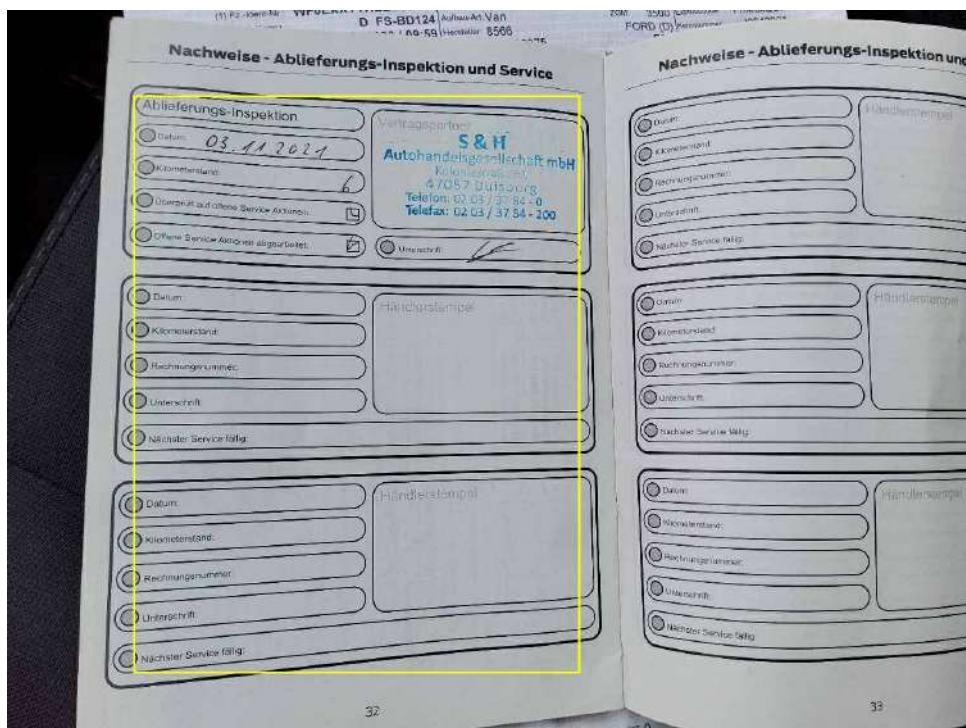 D FS-BD124 Aufbau-Art: Van
Hersteller 8566
FORD (D)
Nachweise - Ablieferungs-Inspektion und Service
Ablieferungs-Inspektion
Datum: 03.11.2021
Kilometerstand: 6
Überprüft auf offene Service Aktionen:
Offene Service Aktionen abgearbeitet:
Vertragspartner
S & H
Autohandelsgesellschaft mbH
47057 Duisburg
Telefon: 02 03 / 37 84 - 0
Telefax: 02 03 / 37 84 - 200
Unterschrift:
Datum:
Kilometerstand:
Rechnungsnummer:
Unterschrift:
Nächster Service fällig:
Händlerstempel
Datum:
Kilometerstand:
Rechnungsnummer:
Unterschrift:
Nächster Service fällig:
Händlerstempel
32
Nachweise - Ablieferungs-Inspektion und
Datum:
Kilometerstand:
Rechnungsnummer:
Unterschrift:
Nächster Service fällig:
Händlerstempel
Datum:
Kilometerstand:
Rechnungsnummer:
Unterschrift:
Nächster Service fällig:
Händlerstempel
Datum:
Kilometerstand:
Rechnungsnummer:
Unterschrift:
Nächster Service fällig:
Händlerstempel
33